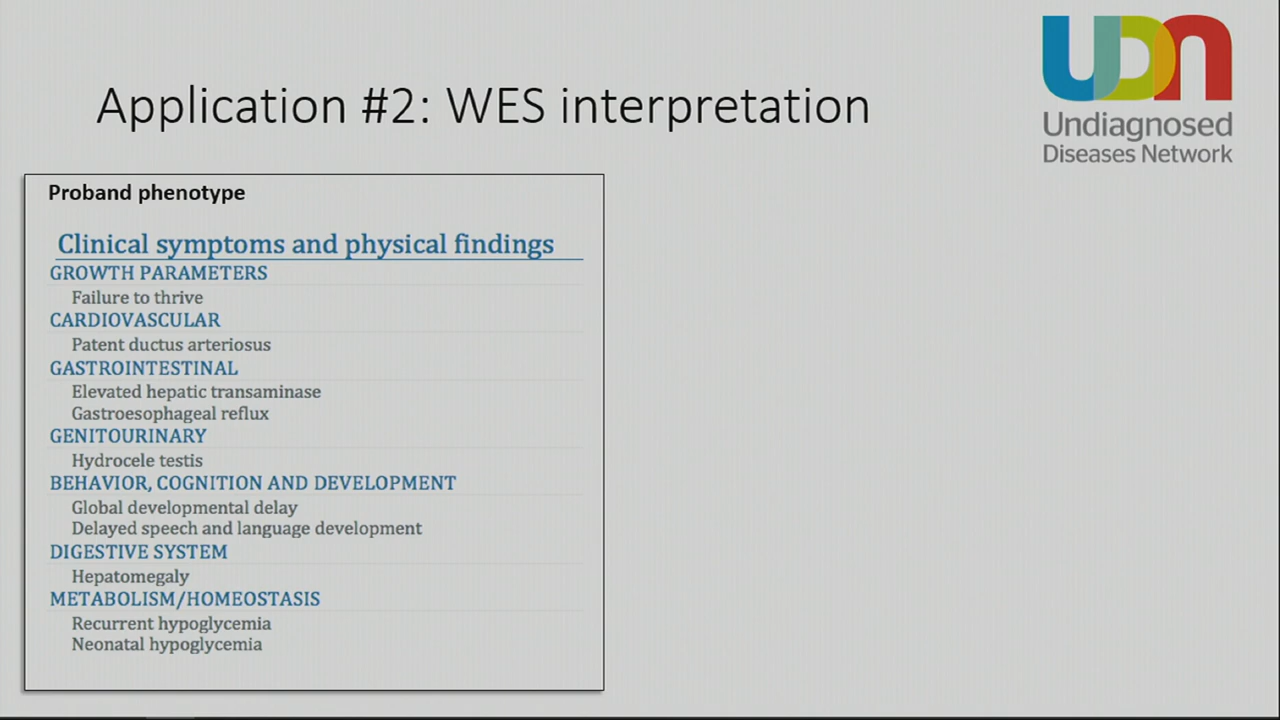 Application #2: WES interpretation
UDN
Undiagnosed
Diseases Network
Proband phenotype
Clinical symptoms and physical findings
GROWTH PARAMETERS
Failure to thrive
CARDIOVASCULAR
Patent ductus arteriosus
GASTROINTESTINAL
Elevated hepatic transaminase
Gastroesophageal reflux
GENITOURINARY
Hydrocele testis
BEHAVIOR, COGNITION AND DEVELOPMENT
Global developmental delay
Delayed speech and language development
DIGESTIVE SYSTEM
Hepatomegaly
METABOLISM/HOMEOSTASIS
Recurrent hypoglycemia
Neonatal hypoglycemia